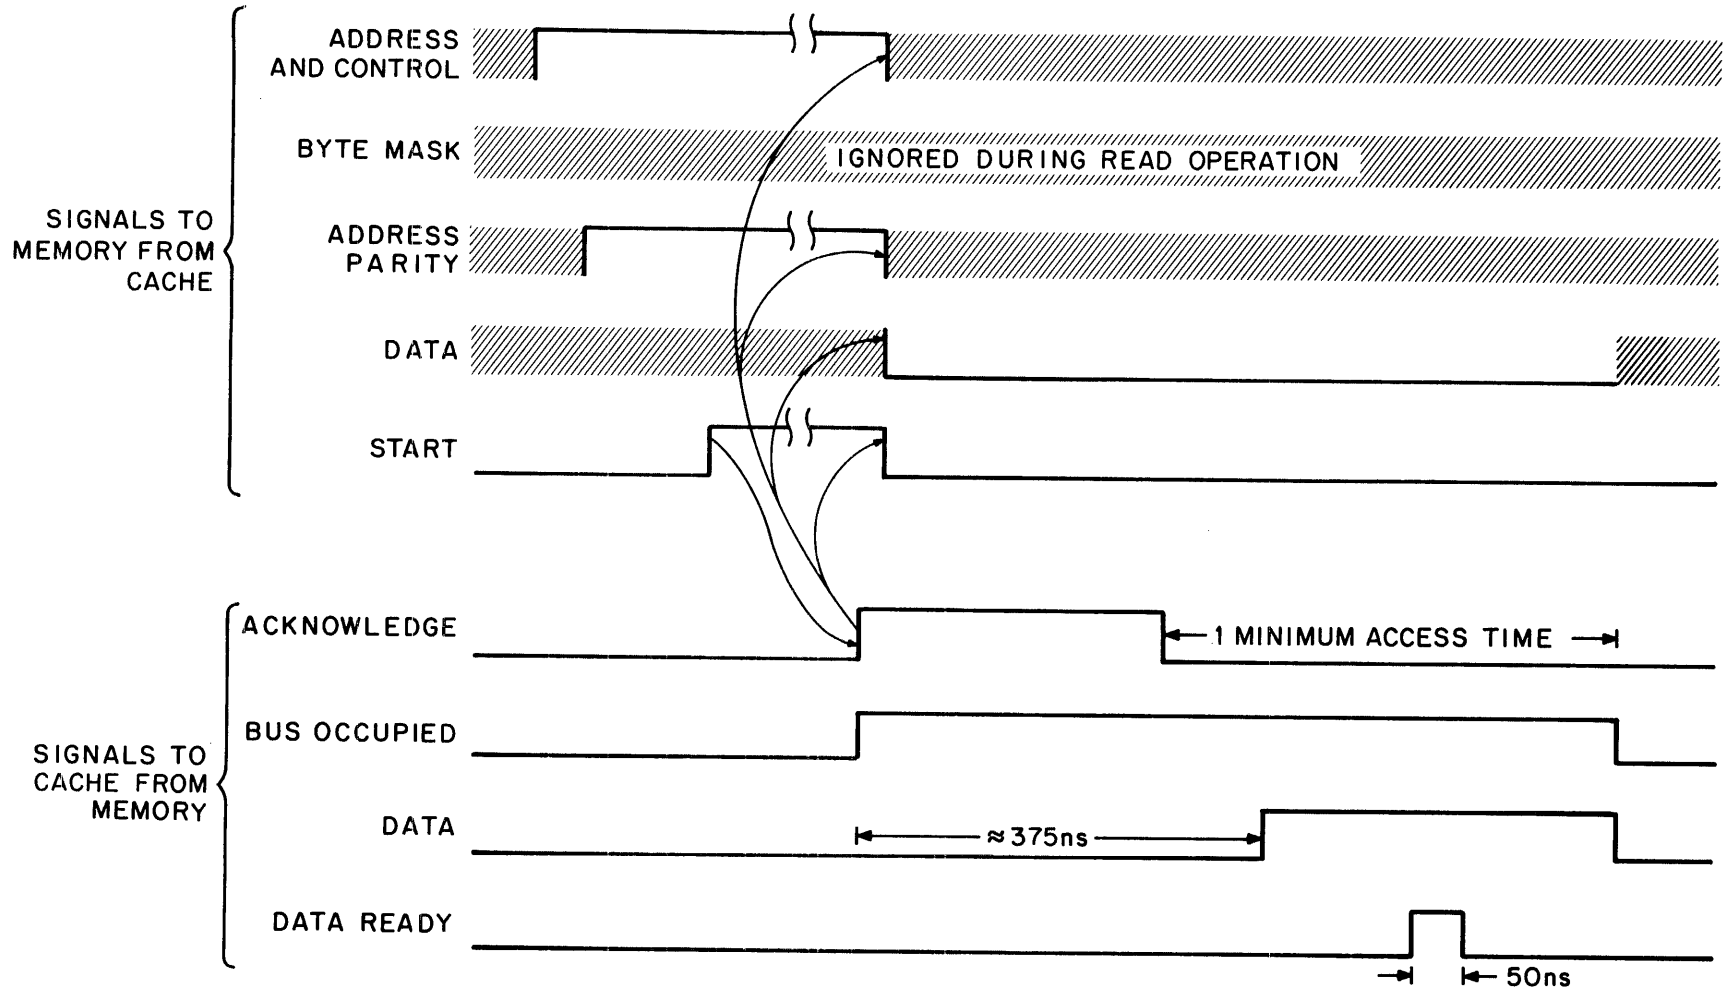 SIGNALS TO
MEMORY FROM
CACHE
ADDRESS
AND CONTROL
BYTE MASK
IGNORED DURING READ OPERATION
ADDRESS
PARITY
DATA
START
SIGNALS TO
CACHE FROM
MEMORY
ACKNOWLEDGE
1 MINIMUM ACCESS TIME
BUS OCCUPIED
DATA
≈375ns
DATA READY
50ns